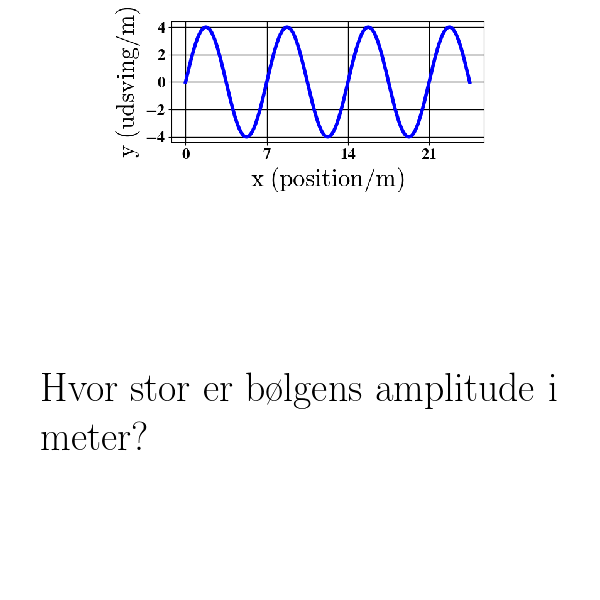 y (udsving/m)
4
2
0
−2
−4
0 7 14 21
x (position/m)
Hvor stor er bølgens amplitude i
meter?